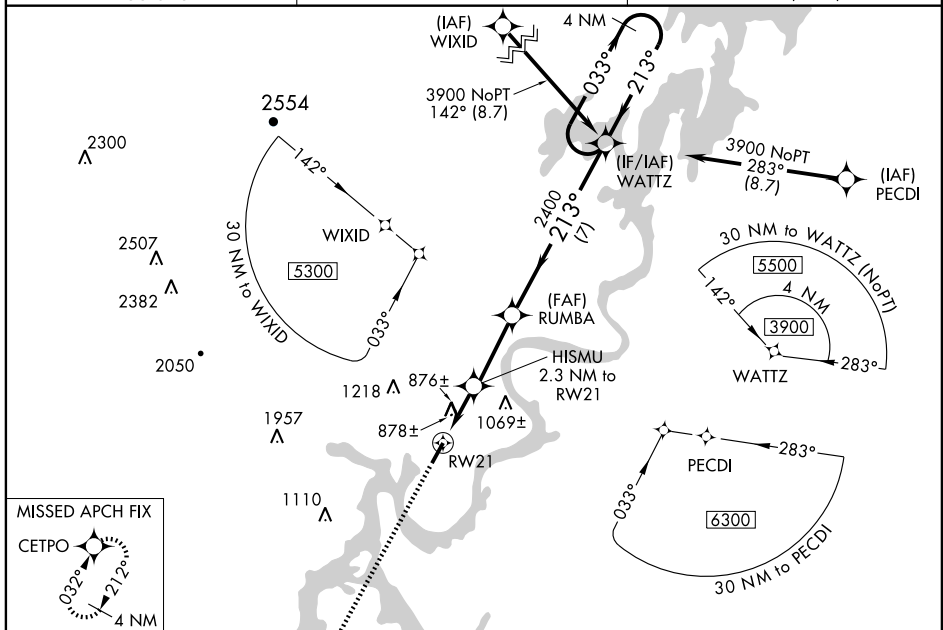 (IAF)
WIXID
4 NM
033°
213°
3900 NoPT
142° (8.7)
2554
2300
142°
(IF/IAF)
WATTZ
3900 NoPT
283°
(8.7)
(IAF)
PECDI
2400
213°
(7)
WIXID
5300
30 NM to WIXID
033°
2507
2382
2050
30 NM to WATTZ (NoPT)
5500
4 NM
142°
3900
283°
WATTZ
(FAF)
RUMBA
HISMU
2.3 NM to
RW21
1218
876±
878±
1069±
1957
RW21
1110
PECDI
283°
033°
6300
30 NM to PECDI
MISSED APCH FIX
CETPO
032°
212°
4 NM